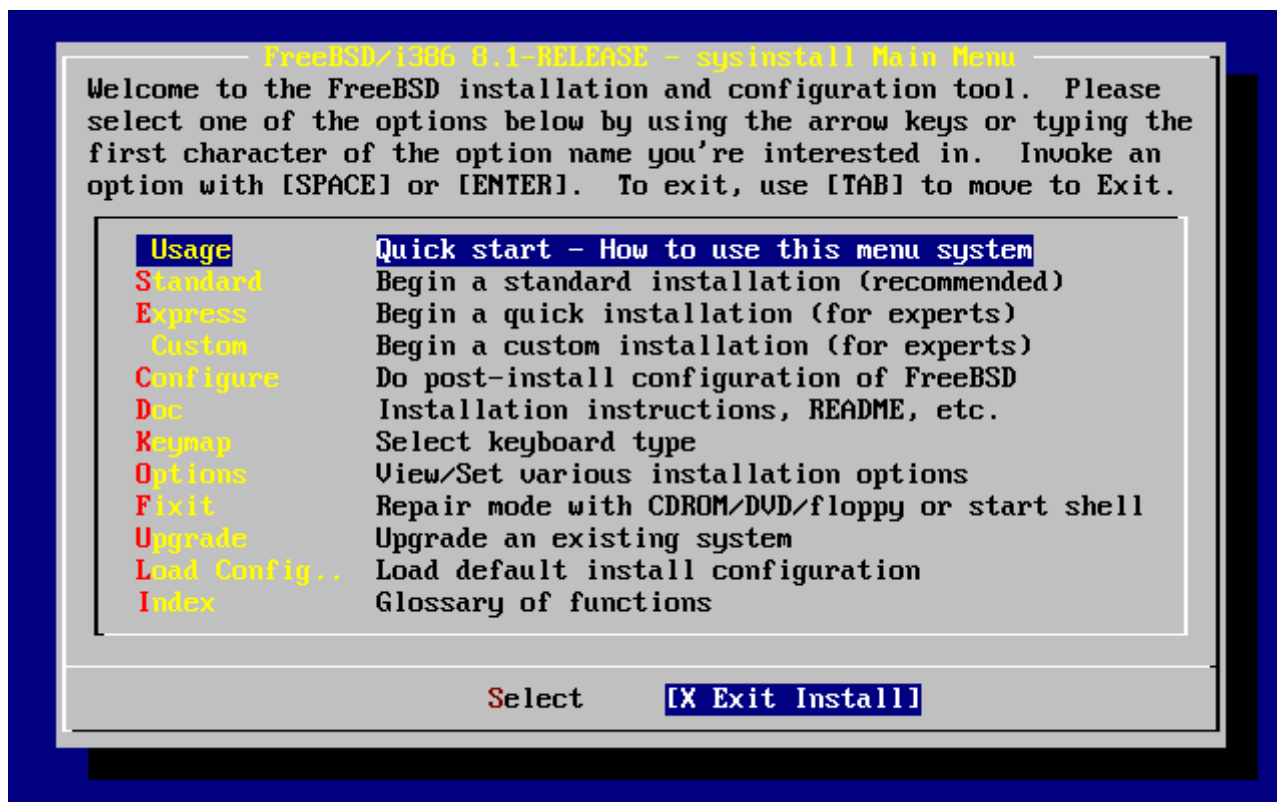 FreeBSD/i386 8.1-RELEASE - sysinstall Main Menu
Welcome to the FreeBSD installation and configuration tool.  Please
select one of the options below by using the arrow keys or typing the
first character of the option name you're interested in.  Invoke an
option with [SPACE] or [ENTER].  To exit, use [TAB] to move to Exit.
Usage Quick start - How to use this menu system
Standard Begin a standard installation (recommended)
Express Begin a quick installation (for experts)
Custom Begin a custom installation (for experts)
Configure Do post-install configuration of FreeBSD
Doc Installation instructions, README, etc.
Keymap Select keyboard type
Options View/Set various installation options
Fixit Repair mode with CDROM/DVD/floppy or start shell
Upgrade Upgrade an existing system
Load Config.. Load default install configuration
Index Glossary of functions
Select [X Exit Install]